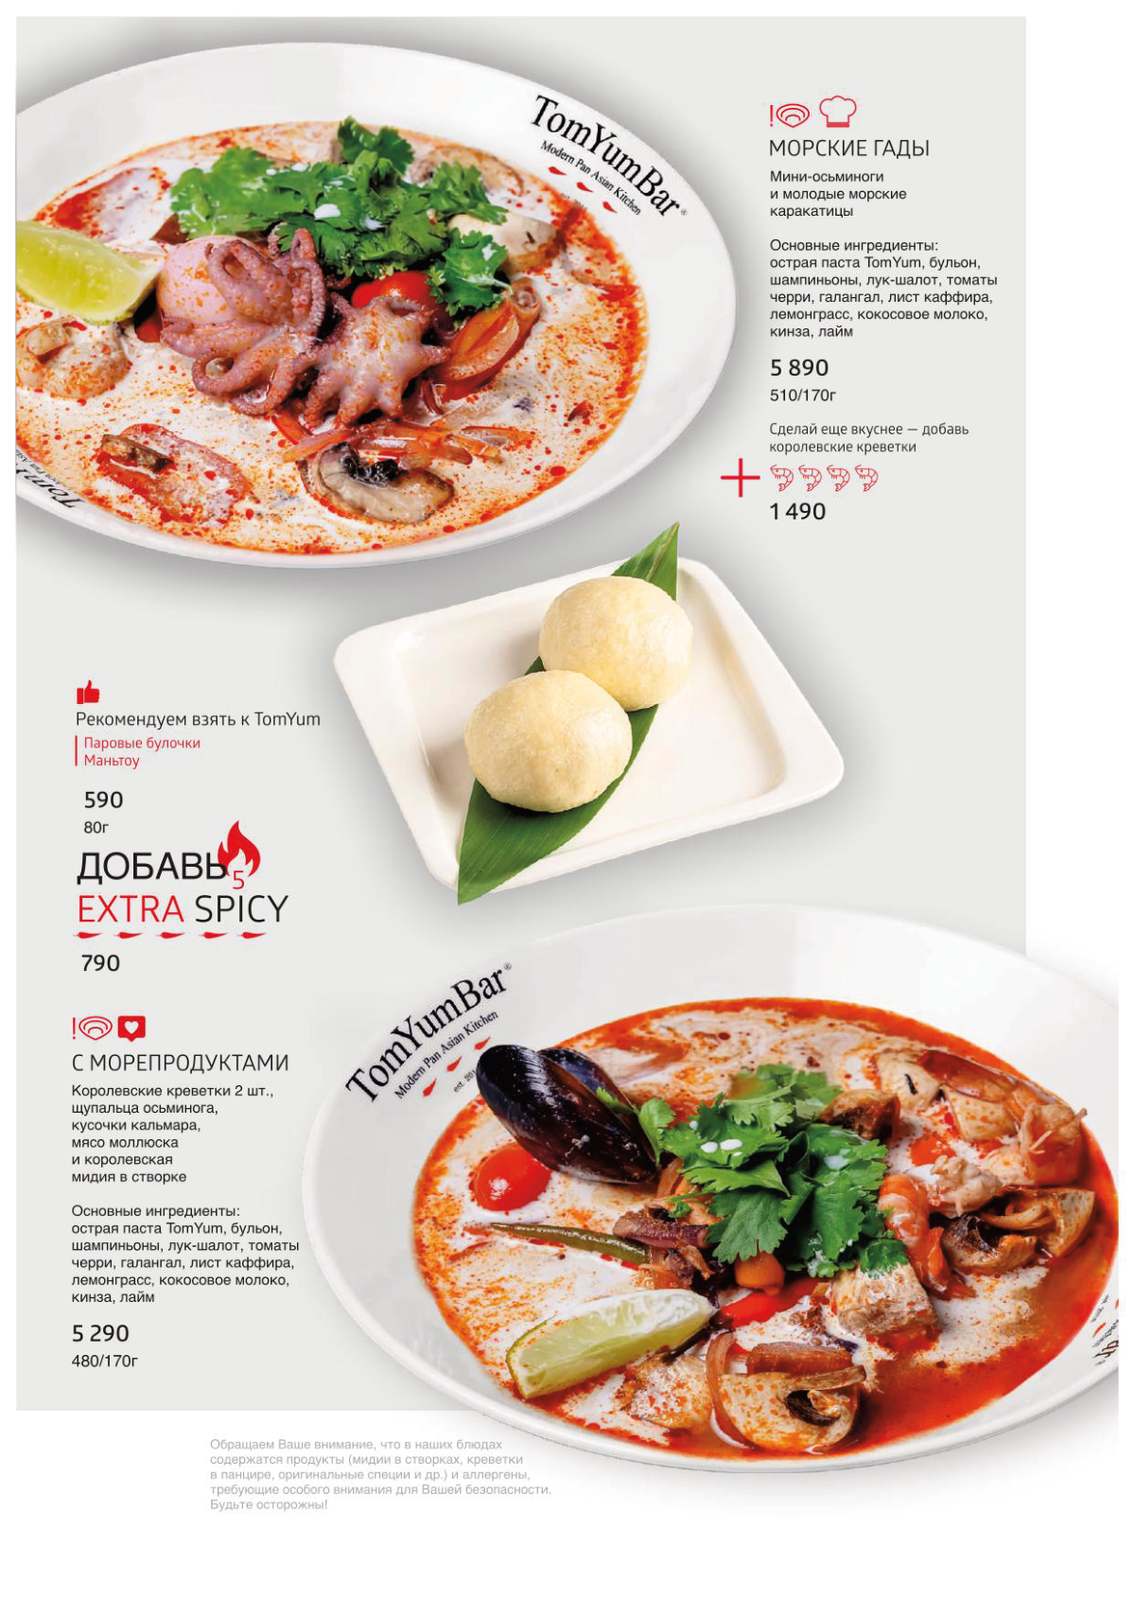 TomYumBar
Modern Pan Asian Kitchen
МОРСКИЕ ГАДЫ
Мини-осьминоги
и молодые морские
каракатицы
Основные ингредиенты:
острая паста TomYum, бульон,
шампиньоны, лук-шалот, томаты
черри, галангал, лист каффира,
лемонграсс, кокосовое молоко,
кинза, лайм
5 890
510/170г
Сделай еще вкуснее — добавь
королевские креветки
+
1 490
Рекомендуем взять к TomYum
Паровые булочки
Маньтоу
590
80г
ДОБАВЬ
5
EXTRA SPICY
790
TomYumBar
Modern Pan Asian Kitchen
С МОРЕПРОДУКТАМИ
Королевские креветки 2 шт.,
щупальца осьминога,
кусочки кальмара,
мясо моллюска
и королевская
мидия в створке
Основные ингредиенты:
острая паста TomYum, бульон,
шампиньоны, лук-шалот, томаты
черри, галангал, лист каффира,
лемонграсс, кокосовое молоко,
кинза, лайм
5 290
480/170г
Обращаем Ваше внимание, что в наших блюдах
содержатся продукты (мидии в створках, креветки
в панцире, оригинальные специи и др.) и аллергены,
требующие особого внимания для Вашей безопасности.
Будьте осторожны!